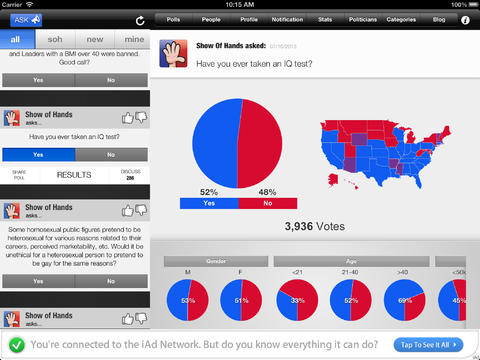 iPad
10:15 AM
100%
ASK
Polls
People
Profile
Notification
Stats
Politicians
Categories
Blog
all
soh
new
mine
and Leaders with a BMI over 40 were banned.
Good call?
Yes
No
Show of Hands
asks...
Have you ever taken an IQ test?
Yes
No
SHARE
POLL
RESULTS
DISCUSS
286
Show of Hands
asks...
Some homosexual public figures pretend to be
heterosexual for various reasons related to their
careers, perceived marketability, etc. Would it be
unethical for a heterosexual person to pretend to
be gay for the same reasons?
Yes
No
Show of Hands
asks...
Show Of Hands asked:
Have you ever taken an IQ test?
52%
48%
Yes
No
3,936 Votes
Gender
Age
M
F
<21
21-40
>40
<50k
53%
51%
33%
52%
69%
45%
You're connected to the iAd Network. But do you know everything it can do?
Tap To See It All
iAd